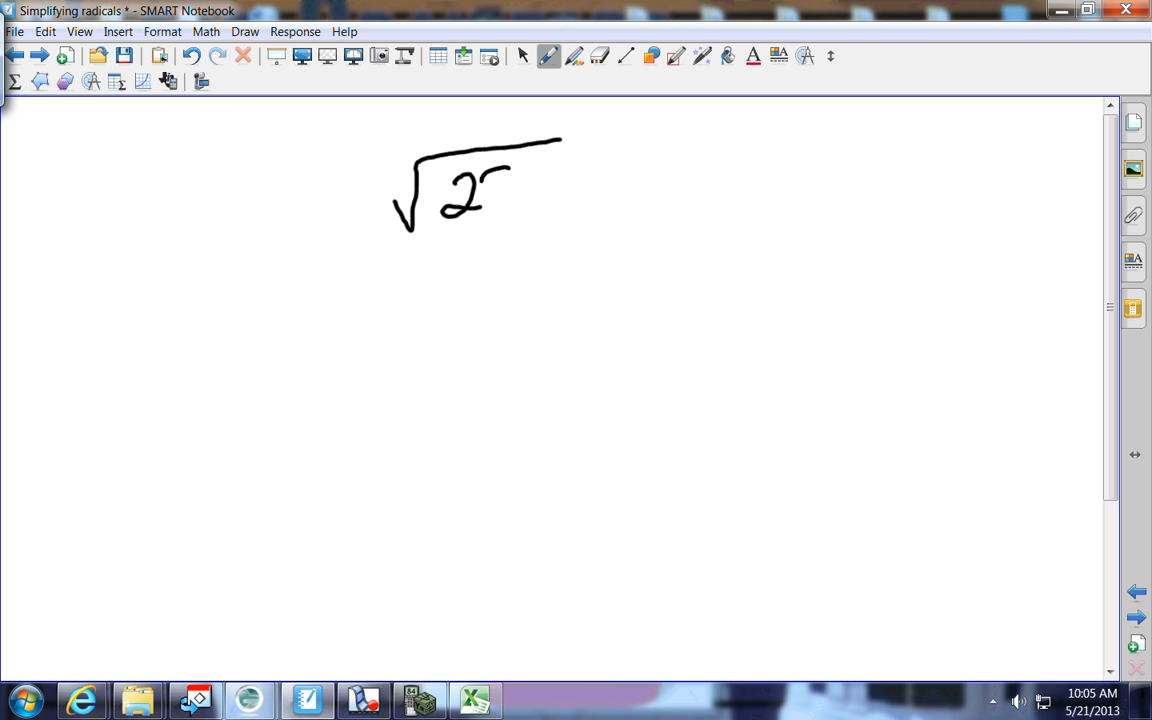 Simplifying radicals * - SMART Notebook
File Edit View Insert Format Math Draw Response Help
√2
10:05 AM
5/21/2013